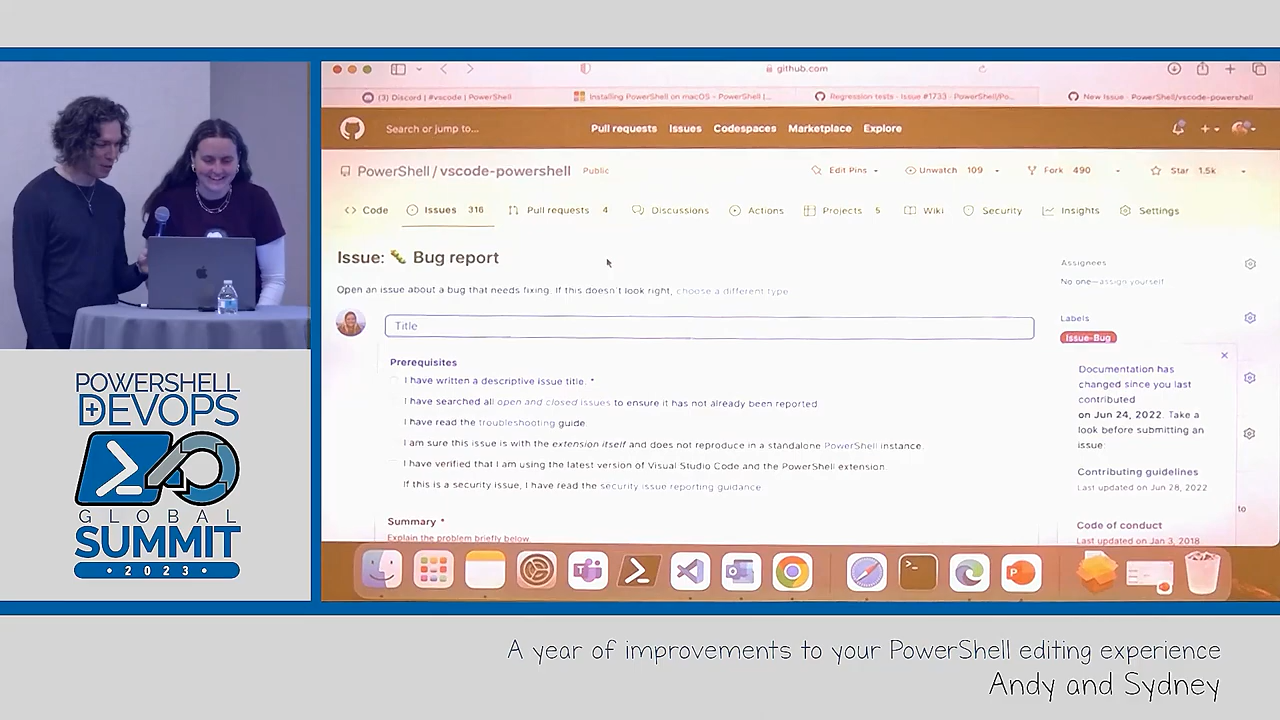 github.com
Discord | #vscode | PowerShell
Installing PowerShell on macOS - PowerShell |...
Regression tests · Issue #1733 · PowerShell/Po...
New Issue · PowerShell/vscode-powershell
Search or jump to...
Pull requests Issues Codespaces Marketplace Explore
PowerShell / vscode-powershell Public
Edit Pins Unwatch 109 Fork 490 Star 1.5k
Code Issues 316 Pull requests 4 Discussions Actions Projects 5 Wiki Security Insights Settings
Issue: 🐛 Bug report
Open an issue about a bug that needs fixing. If this doesn't look right, choose a different type
Title
Prerequisites
I have written a descriptive issue title. *
I have searched all open and closed issues to ensure it has not already been reported
I have read the troubleshooting guide.
I am sure this issue is with the extension itself and does not reproduce in a standalone PowerShell instance.
I have verified that I am using the latest version of Visual Studio Code and the PowerShell extension.
If this is a security issue, I have read the security issue reporting guidance
Summary *
Explain the problem briefly below
Assignees
No one—assign yourself
Labels
Issue-Bug
Documentation has
changed since you last
contributed
on Jun 24, 2022. Take a
look before submitting an
issue:
Contributing guidelines
Last updated on Jun 28, 2022
to
Code of conduct
Last updated on Jan 3, 2018
POWERSHELL
+DEVOPS
GLOBAL
SUMMIT
• 2023 •
A year of improvements to your PowerShell editing experience
Andy and Sydney